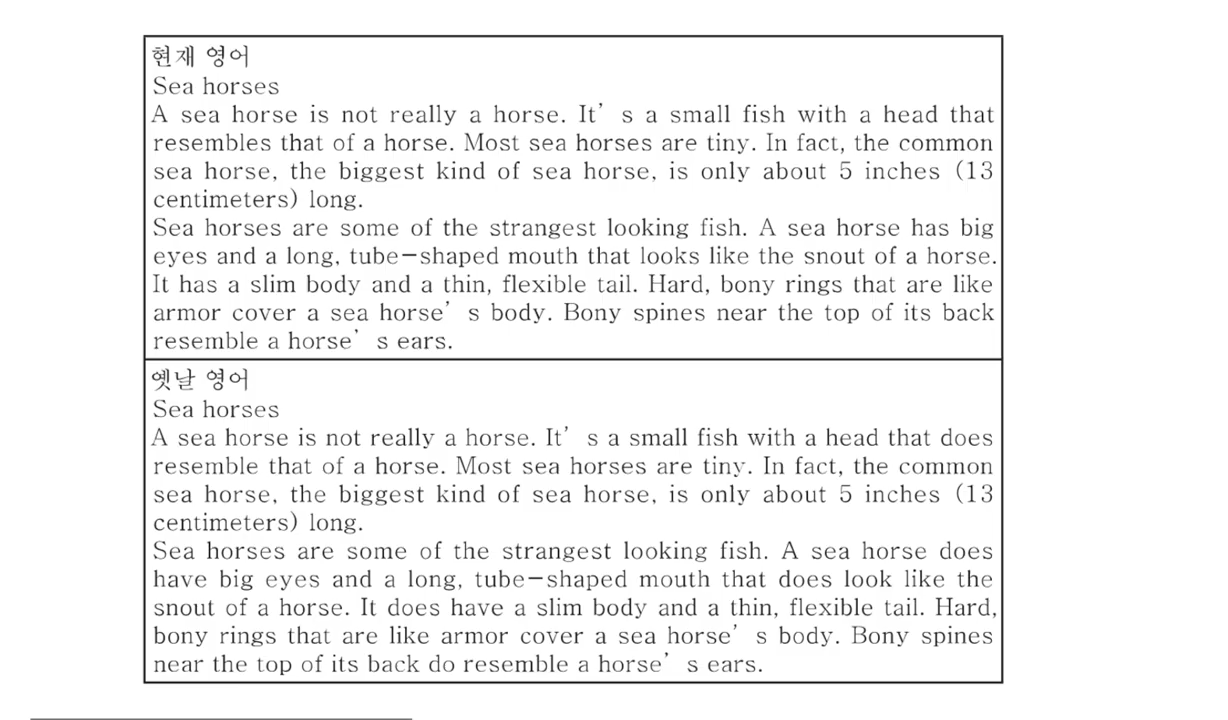 현재 영어
Sea horses
A sea horse is not really a horse. It’ s a small fish with a head that
resembles that of a horse. Most sea horses are tiny. In fact, the common
sea horse, the biggest kind of sea horse, is only about 5 inches (13
centimeters) long.
Sea horses are some of the strangest looking fish. A sea horse has big
eyes and a long, tube-shaped mouth that looks like the snout of a horse.
It has a slim body and a thin, flexible tail. Hard, bony rings that are like
armor cover a sea horse’ s body. Bony spines near the top of its back
resemble a horse’ s ears.
옛날 영어
Sea horses
A sea horse is not really a horse. It’ s a small fish with a head that does
resemble that of a horse. Most sea horses are tiny. In fact, the common
sea horse, the biggest kind of sea horse, is only about 5 inches (13
centimeters) long.
Sea horses are some of the strangest looking fish. A sea horse does
have big eyes and a long, tube-shaped mouth that does look like the
snout of a horse. It does have a slim body and a thin, flexible tail. Hard,
bony rings that are like armor cover a sea horse’ s body. Bony spines
near the top of its back do resemble a horse’ s ears.